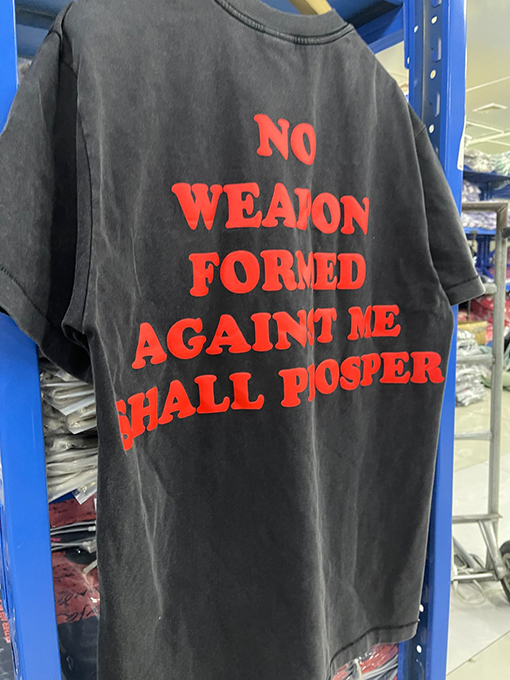 NO
WEAPON
FORMED
AGAINST ME
SHALL PROSPER